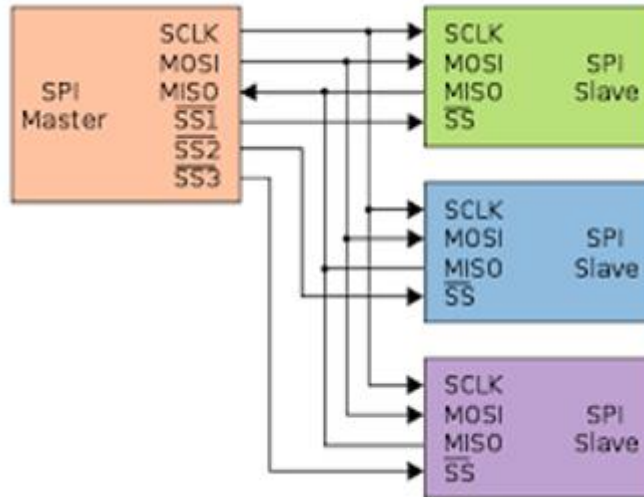 SPI Master
SCLK
MOSI
MISO
SS1
SS2
SS3
SCLK
MOSI
MISO
SS
SPI Slave
SCLK
MOSI
MISO
SS
SPI Slave
SCLK
MOSI
MISO
SS
SPI Slave